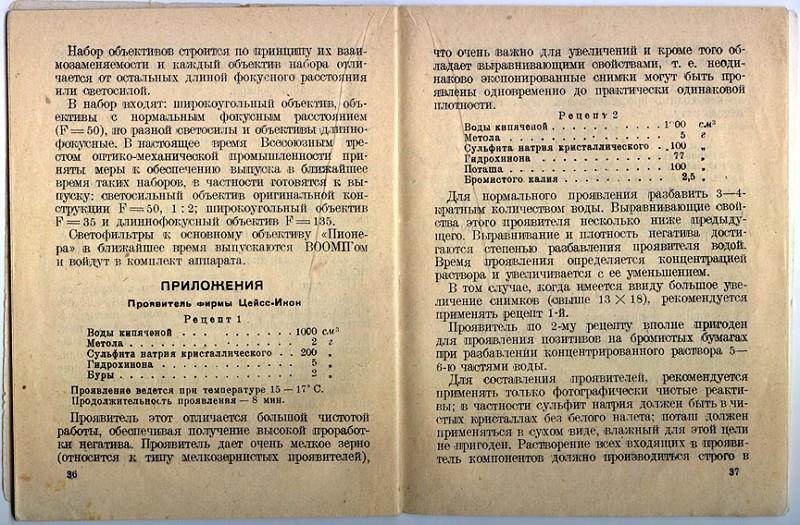 Набор объективов строится по принципу их взаи-
мозаменяемости и каждый объектив набора отли-
чается от остальных длиной фокусного расстояния
или светосилой.
В набор входят: широкоугольный объектив, объ-
ективы с нормальным фокусным расстоянием
(F = 50), но разной светосилы и объективы длинно-
фокусные. В настоящее время Всесоюзным тре-
стом оптико-механической промышленности при-
няты меры к обеспечению выпуска в ближайшее
время таких наборов, в частности готовятся к вы-
пуску: светосильный объектив оригинальной кон-
струкции F = 50, 1 : 2; широкоугольный объектив
F = 35 и длиннофокусный объектив F = 135.
Светофильтры к основному объективу «Пионе-
ра» в ближайшее время выпускаются ВООМП'ом
и войдут в комплект аппарата.
ПРИЛОЖЕНИЯ
Проявитель фирмы Цейсс-Икон
Рецепт 1
Воды кипяченой . . . . . . . . . . . 1000 см³
Метола . . . . . . . . . . . . . . . . 2 г
Сульфита натрия кристаллического . . 200 „
Гидрохинона . . . . . . . . . . . . . 5 „
Буры . . . . . . . . . . . . . . . . . 2 „
Проявление ведется при температуре 15 — 17° С.
Продолжительность проявления — 8 мин.
Проявитель этот отличается большой чистотой
работы, обеспечивая получение высокой проработ-
ки негатива. Проявитель дает очень мелкое зерно
(относится к типу мелкозернистых проявителей),
36
что очень важно для увеличений и кроме того об-
ладает выравнивающими свойствами, т. е. неоди-
наково экспонированные снимки могут быть про-
явлены одновременно до практически одинаковой
плотности.
Рецепт 2
Воды кипяченой . . . . . . . . . . . 1 00 см³
Метола . . . . . . . . . . . . . . . . 5 г
Сульфита натрия кристаллического . . 100 „
Гидрохинона . . . . . . . . . . . . . 77 „
Поташа . . . . . . . . . . . . . . . . 100 „
Бромистого калия . . . . . . . . . . . 2,5 „
Для нормального проявления разбавить 3—4-
кратным количеством воды. Выравнивающие свой-
ства этого проявителя несколько ниже предыду-
щего. Выравнивание и плотность негатива дости-
гаются степенью разбавления проявителя водой.
Время проявления определяется концентрацией
раствора и увеличивается с ее уменьшением.
В том случае, когда имеется ввиду большое уве-
личение снимков (свыше 13 X 18), рекомендуется
применять рецепт 1-й.
Проявитель по 2-му рецепту вполне пригоден
для проявления позитивов на бромистых бумагах
при разбавлении концентрированного раствора 5—
6-ю частями воды.
Для составления проявителей, рекомендуется
применять только фотографически чистые реакти-
вы; в частности сульфит натрия должен быть в чи-
стых кристаллах без белого налета; поташ должен
применяться в сухом виде, влажный для этой цели
не пригоден. Растворение всех входящих в прояви-
тель компонентов должно производиться строго в
37